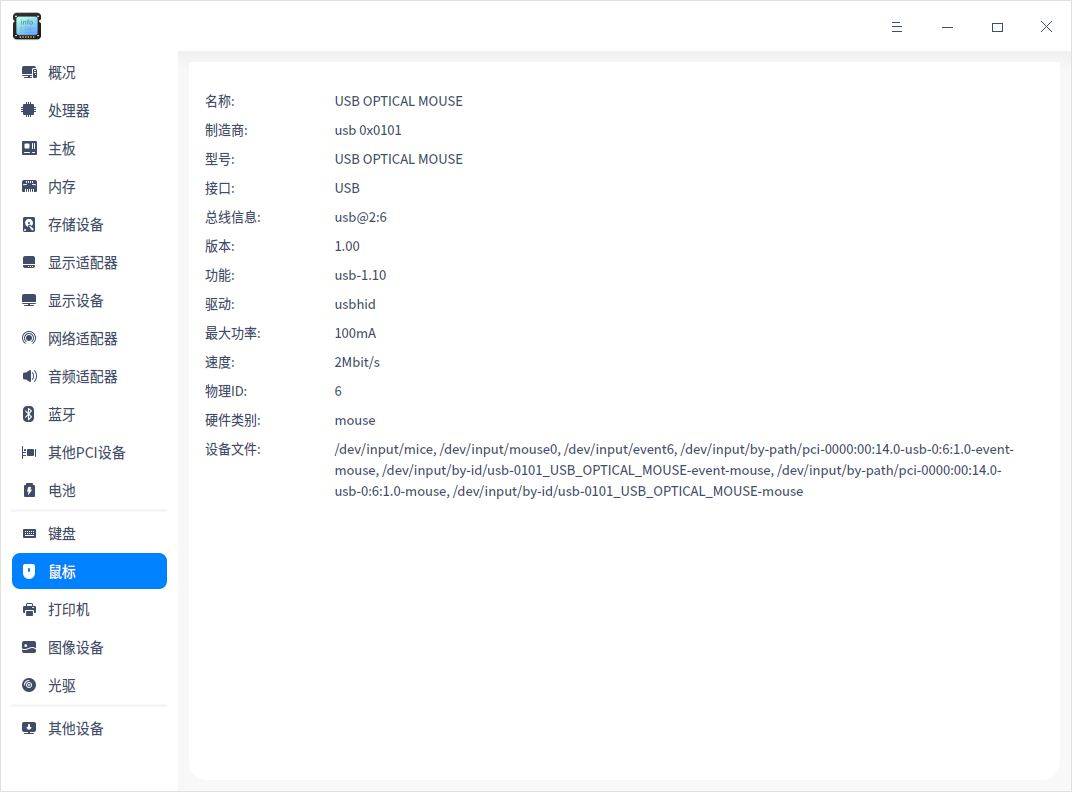 info
概况
处理器
主板
内存
存储设备
显示适配器
显示设备
网络适配器
音频适配器
蓝牙
其他PCI设备
电池
键盘
鼠标
打印机
图像设备
光驱
其他设备
名称: USB OPTICAL MOUSE
制造商: usb 0x0101
型号: USB OPTICAL MOUSE
接口: USB
总线信息: usb@2:6
版本: 1.00
功能: usb-1.10
驱动: usbhid
最大功率: 100mA
速度: 2Mbit/s
物理ID: 6
硬件类别: mouse
设备文件: /dev/input/mice, /dev/input/mouse0, /dev/input/event6, /dev/input/by-path/pci-0000:00:14.0-usb-0:6:1.0-event-
mouse, /dev/input/by-id/usb-0101_USB_OPTICAL_MOUSE-event-mouse, /dev/input/by-path/pci-0000:00:14.0-
usb-0:6:1.0-mouse, /dev/input/by-id/usb-0101_USB_OPTICAL_MOUSE-mouse